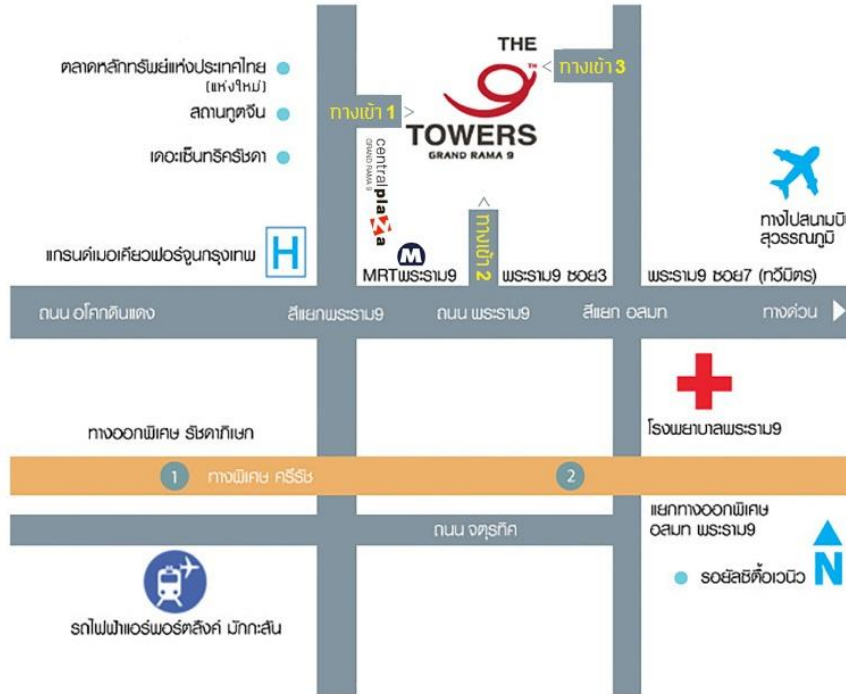 THE
9™
TOWERS
GRAND RAMA 9
ทางเข้า 3
ตลาดหลักทรัพย์แห่งประเทศไทย
(แห่งใหม่)
สถานทูตจีน
เดอะเซ็นทริครัชดา
ทางเข้า 1
centralplaza
GRAND RAMA 9
ทางเข้า 2
H
แกรนด์เมอเคียวฟอร์จูนกรุงเทพ
M
MRTพระราม9
พระราม9 ซอย3
พระราม9 ซอย7 (ทวีมิตร)
ทางไปสนามบิ
สุวรรณภูมิ
ถนน อโศกดินแดง
สี่แยกพระราม9
ถนน พระราม9
สี่แยก อสมท
ทางด่วน
โรงพยาบาลพระราม9
ทางออกพิเศษ รัชดาภิเษก
1
ทางพิเศษ ศรีรัช
2
แยกทางออกพิเศษ
อสมท พระราม9
ถนน จตุรทิศ
รอยัลซิตี้อเวนิว
N
รถไฟฟ้าแอร์พอร์ตลิงค์ มักกะสัน